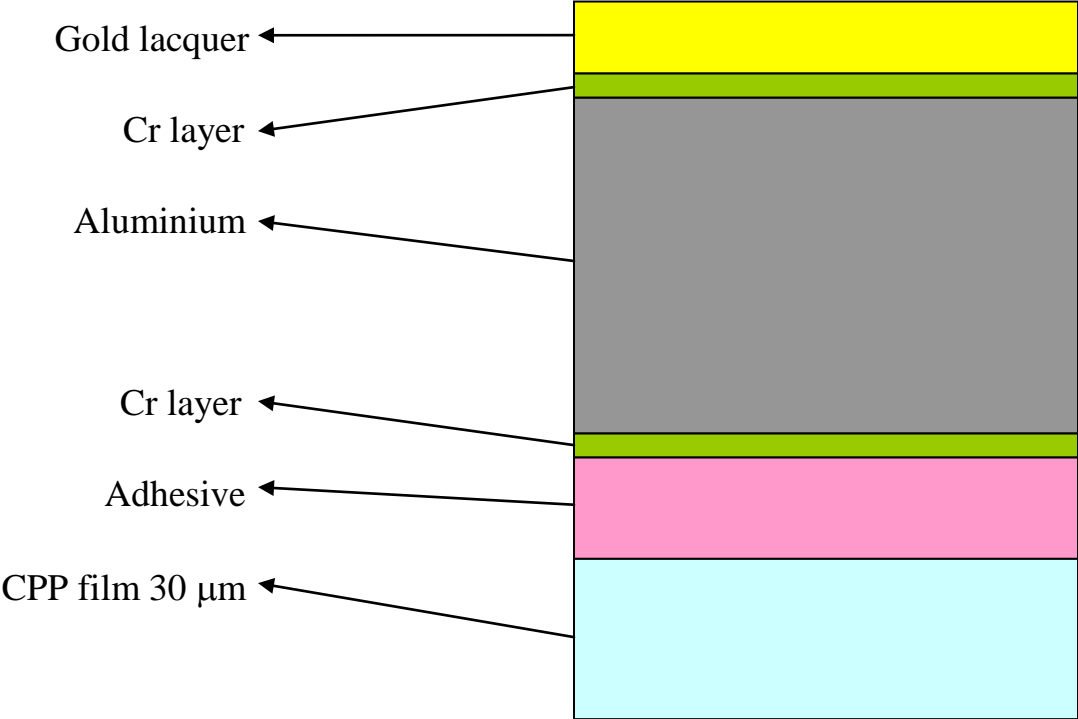 Gold lacquer
Cr layer
Aluminium
Cr layer
Adhesive
CPP film 30 μm